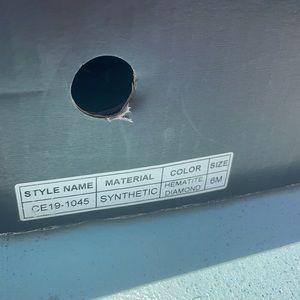 STYLE NAME MATERIAL COLOR SIZE
CE19-1045 SYNTHETIC HEMATITE DIAMOND 6M